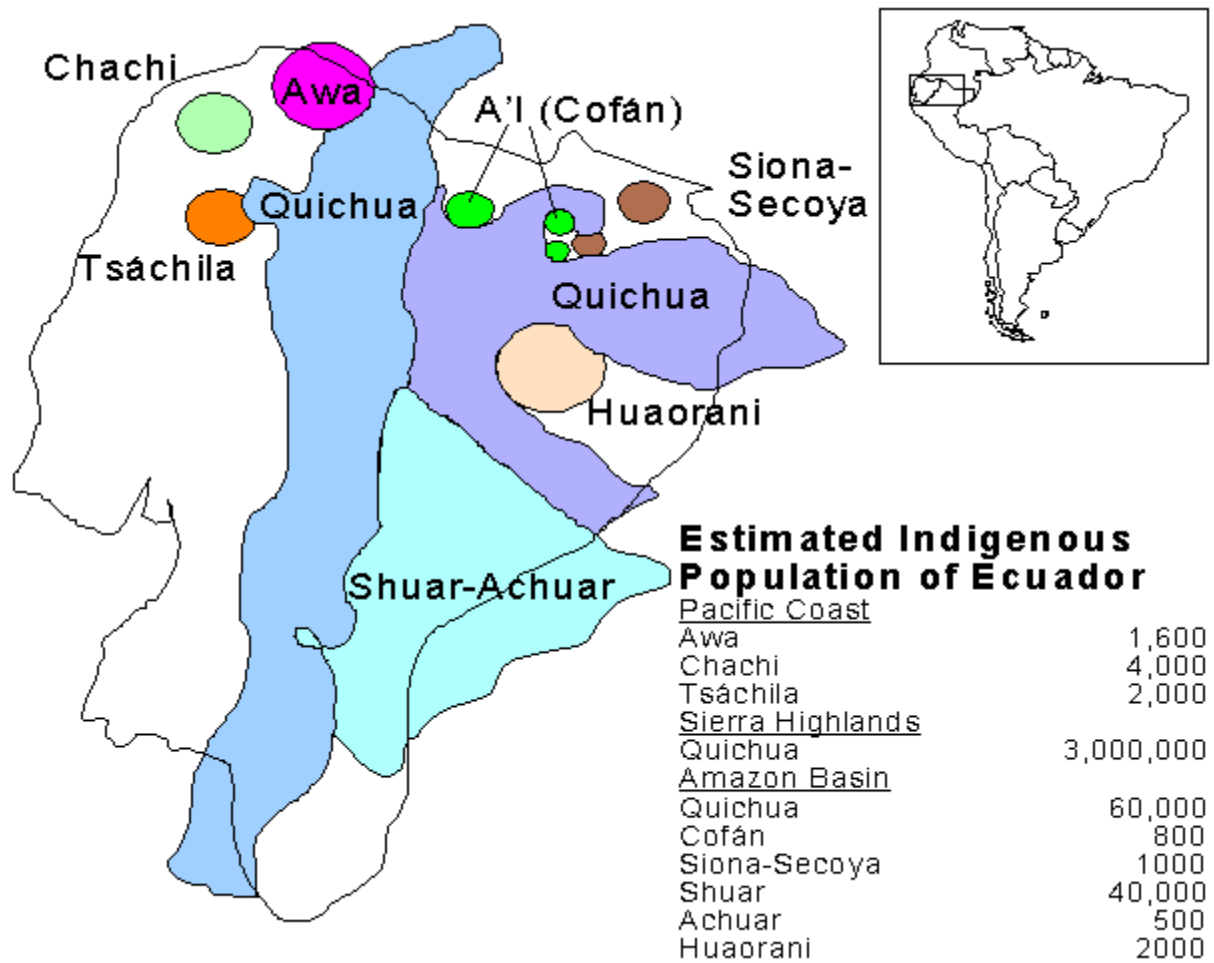 Chachi
Awa
A'I (Cofán)
Siona-
Secoya
Quichua
Tsáchila
Quichua
Huaorani
Shuar-Achuar
Estimated Indigenous
Population of Ecuador
Pacific Coast
Awa 1,600
Chachi 4,000
Tsáchila 2,000
Sierra Highlands
Quichua 3,000,000
Amazon Basin
Quichua 60,000
Cofán 800
Siona-Secoya 1000
Shuar 40,000
Achuar 500
Huaorani 2000